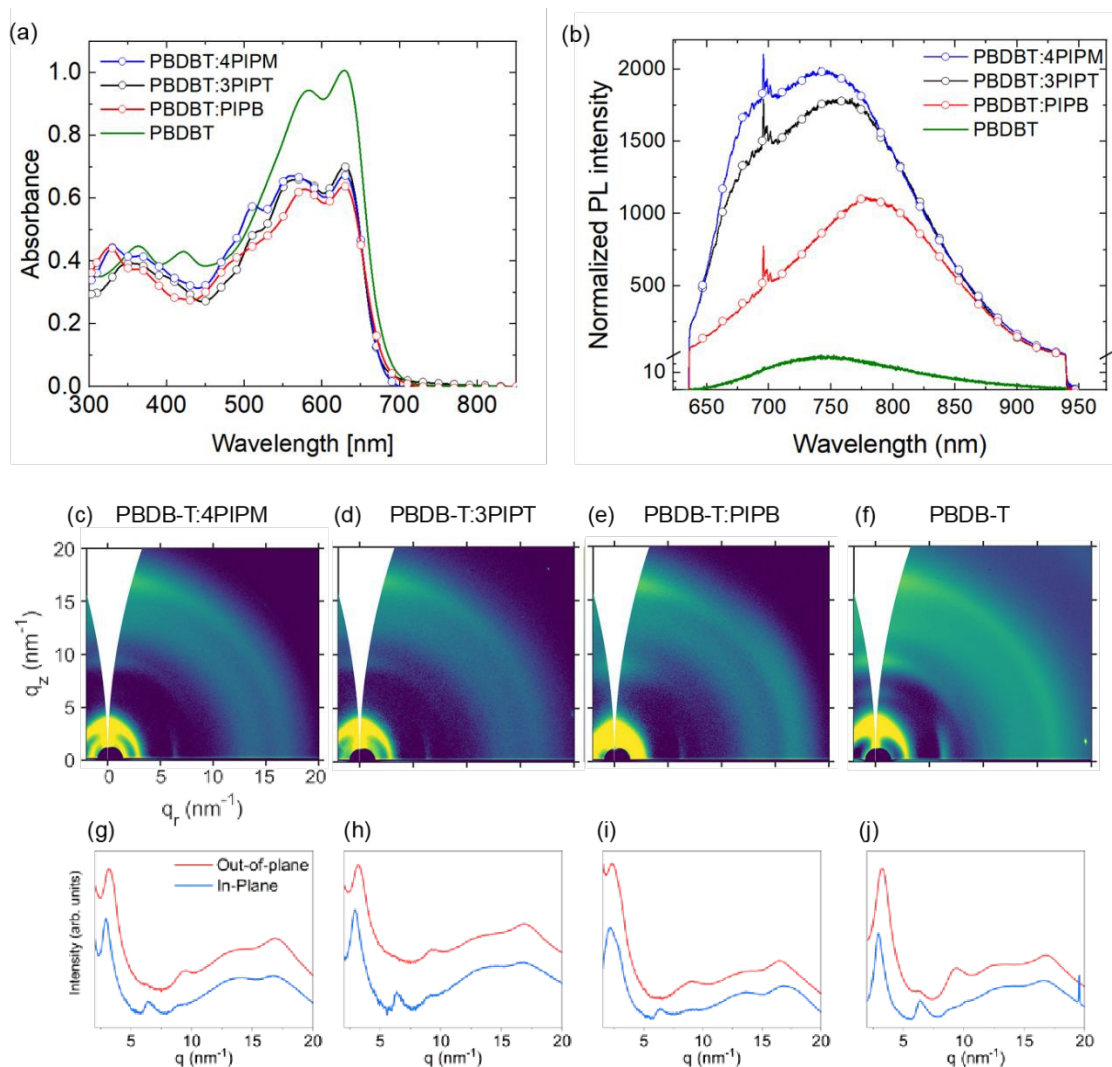 (a)
PBDBT:4PIPM
PBDBT:3PIPT
PBDBT:PIPB
PBDBT
1.0
0.8
0.6
0.4
0.2
0.0
Absorbance
300 400 500 600 700 800
Wavelength [nm]
(b)
PBDBT:4PIPM
PBDBT:3PIPT
PBDBT:PIPB
PBDBT
2000
1750
1500
1250
1000
750
500
10
Normalized PL intensity
650 700 750 800 850 900 950
Wavelength (nm)
(c) PBDB-T:4PIPM
(d) PBDB-T:3PIPT
(e) PBDB-T:PIPB
(f) PBDB-T
20
15
10
5
0
qz (nm-1)
0 5 10 15 20
qr (nm-1)
(g)
Out-of-plane
In-Plane
Intensity (arb. units)
5 10 15 20
q (nm-1)
(h)
5 10 15 20
q (nm-1)
(i)
5 10 15 20
q (nm-1)
(j)
5 10 15 20
q (nm-1)